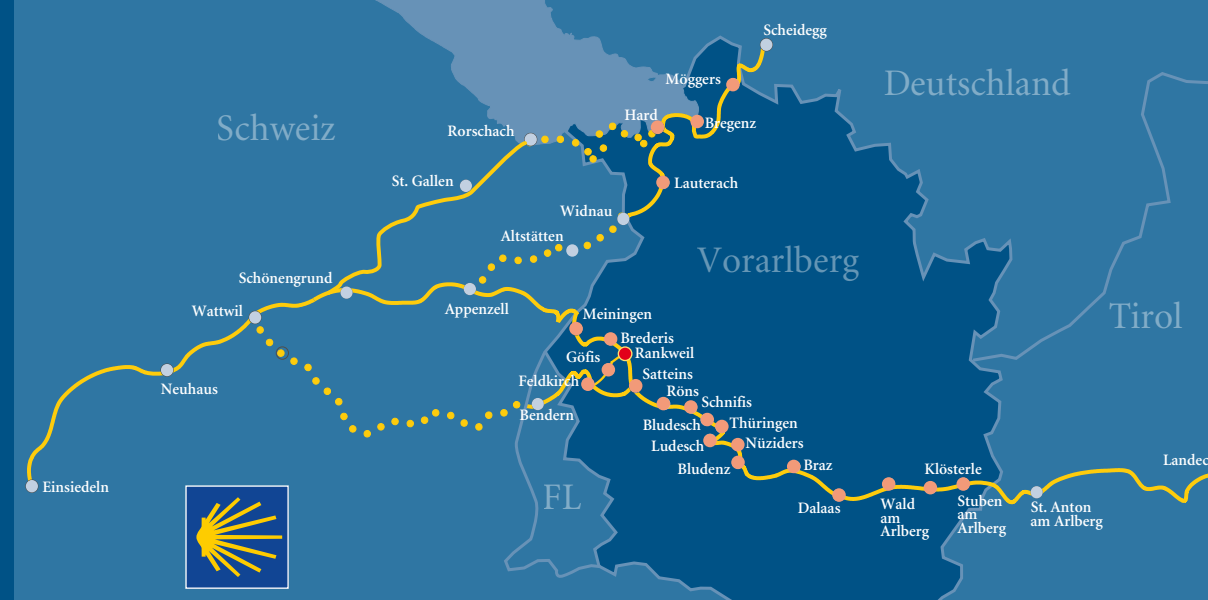 Scheidegg
Möggers
Deutschland
Hard
Bregenz
Schweiz
Rorschach
St. Gallen
Lauterach
Widnau
Altstätten
Vorarlberg
Schönengrund
Wattwil
Appenzell
Meiningen
Tirol
Brederis
Rankweil
Göfis
Neuhaus
Feldkirch
Satteins
Röns
Schnifis
Bendern
Bludesch
Thüringen
Ludesch
Nüziders
Bludenz
Braz
Klösterle
Landec
Einsiedeln
FL
Dalaas
Wald
am
Arlberg
Stuben
am
Arlberg
St. Anton
am Arlberg